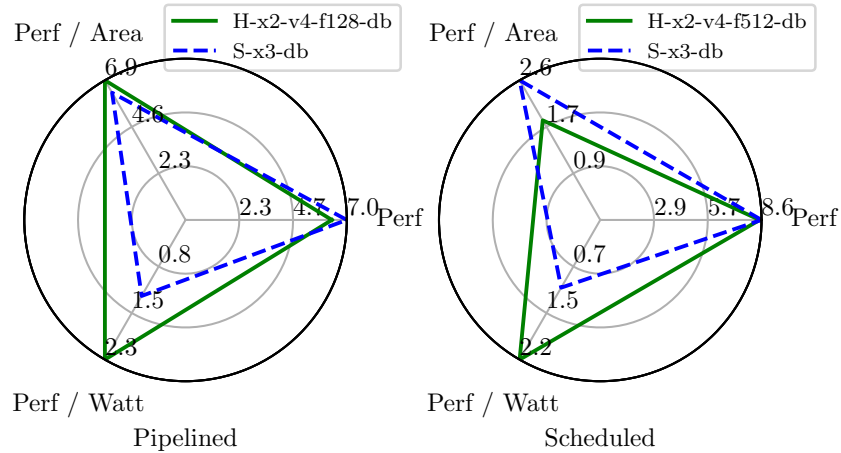 H-x2-v4-f128-db
S-x3-db
Perf / Area
6.9
4.6
2.3
2.3
4.7
7.0
Perf
0.8
1.5
2.3
Perf / Watt
Pipelined
H-x2-v4-f512-db
S-x3-db
Perf / Area
2.6
1.7
0.9
2.9
5.7
8.6
Perf
0.7
1.5
2.2
Perf / Watt
Scheduled